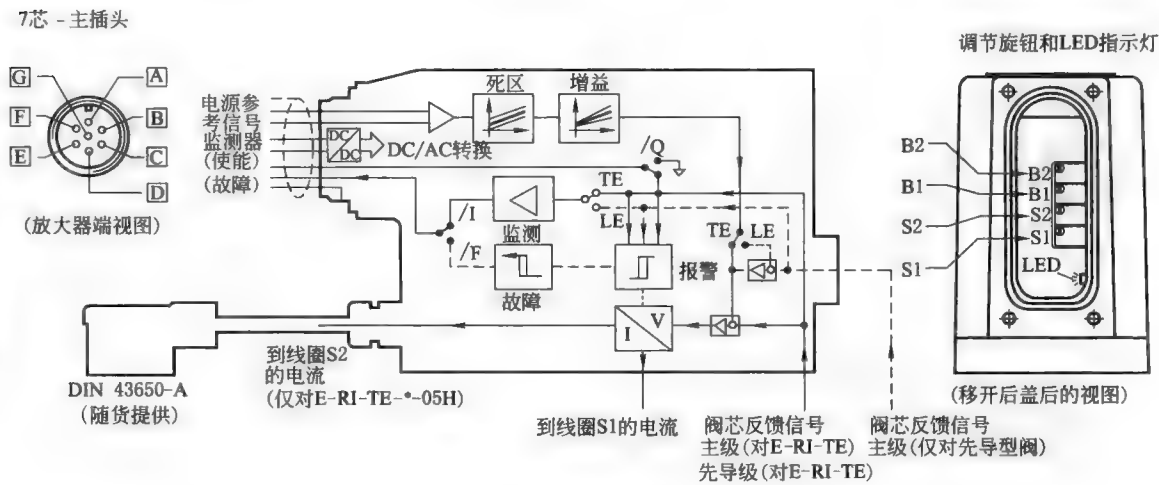 7芯 - 主插头
G
A
F
B
E
C
D
(放大器端视图)
电源参
考信号
监测器
(使能)
(故障)
DC
DC
DC/AC转换
死区
增益
/Q
TE
LE
/I
监测
/F
故障
报警
TE
LE
V
I
DIN 43650-A
(随货提供)
到线圈S2
的电流
(仅对E-RI-TE-*-05H)
到线圈S1的电流
阀芯反馈信号
主级(对E-RI-TE)
先导级(对E-RI-TE)
阀芯反馈信号
主级(仅对先导型阀)
调节旋钮和LED指示灯
B2
B1
S2
S1
B2
B1
S2
S1
LED
(移开后盖后的视图)